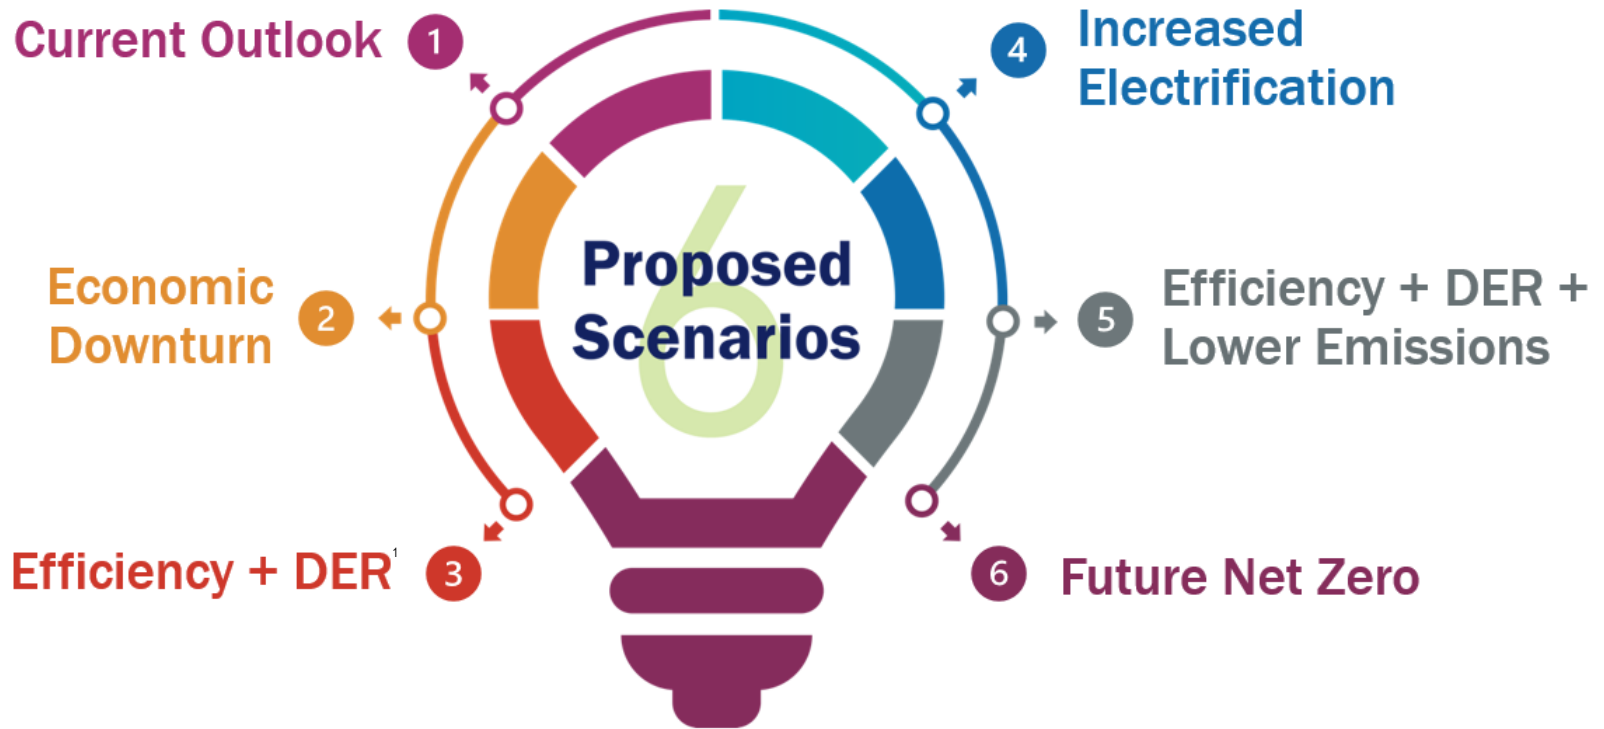 Current Outlook 1
Economic
Downturn
2
Efficiency + DER¹ 3
6
Proposed
Scenarios
4 Increased
Electrification
5 Efficiency + DER +
Lower Emissions
6 Future Net Zero